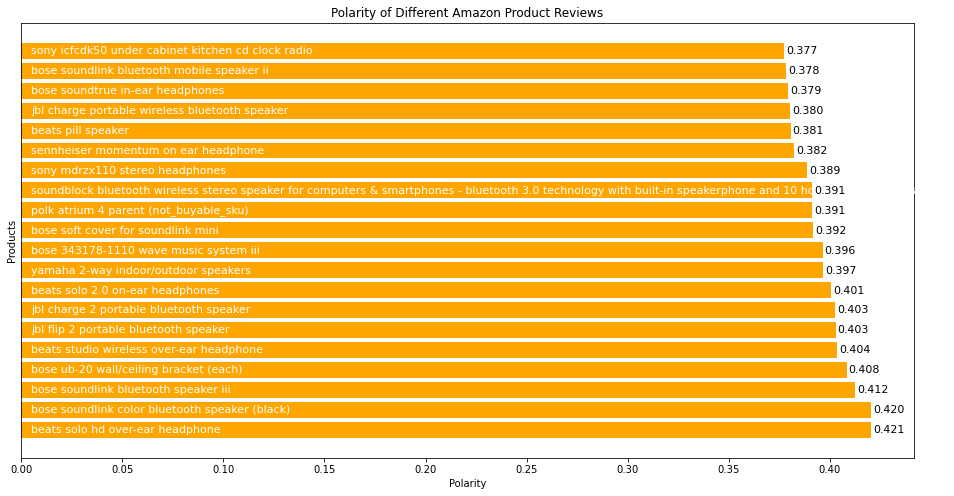 Polarity of Different Amazon Product Reviews
sony icfcdk50 under cabinet kitchen cd clock radio 0.377
bose soundlink bluetooth mobile speaker ii 0.378
bose soundtrue in-ear headphones 0.379
jbl charge portable wireless bluetooth speaker 0.380
beats pill speaker 0.381
sennheiser momentum on ear headphone 0.382
sony mdrzx110 stereo headphones 0.389
soundblock bluetooth wireless stereo speaker for computers & smartphones - bluetooth 3.0 technology with built-in speakerphone and 10 0.391
polk atrium 4 parent (not_buyable_sku) 0.391
bose soft cover for soundlink mini 0.392
bose 343178-1110 wave music system iii 0.396
yamaha 2-way indoor/outdoor speakers 0.397
beats solo 2.0 on-ear headphones 0.401
jbl charge 2 portable bluetooth speaker 0.403
jbl flip 2 portable bluetooth speaker 0.403
beats studio wireless over-ear headphone 0.404
bose ub-20 wall/ceiling bracket (each) 0.408
bose soundlink bluetooth speaker iii 0.412
bose soundlink color bluetooth speaker (black) 0.420
beats solo hd over-ear headphone 0.421
Products
0.00 0.05 0.10 0.15 0.20 0.25 0.30 0.35 0.40
Polarity